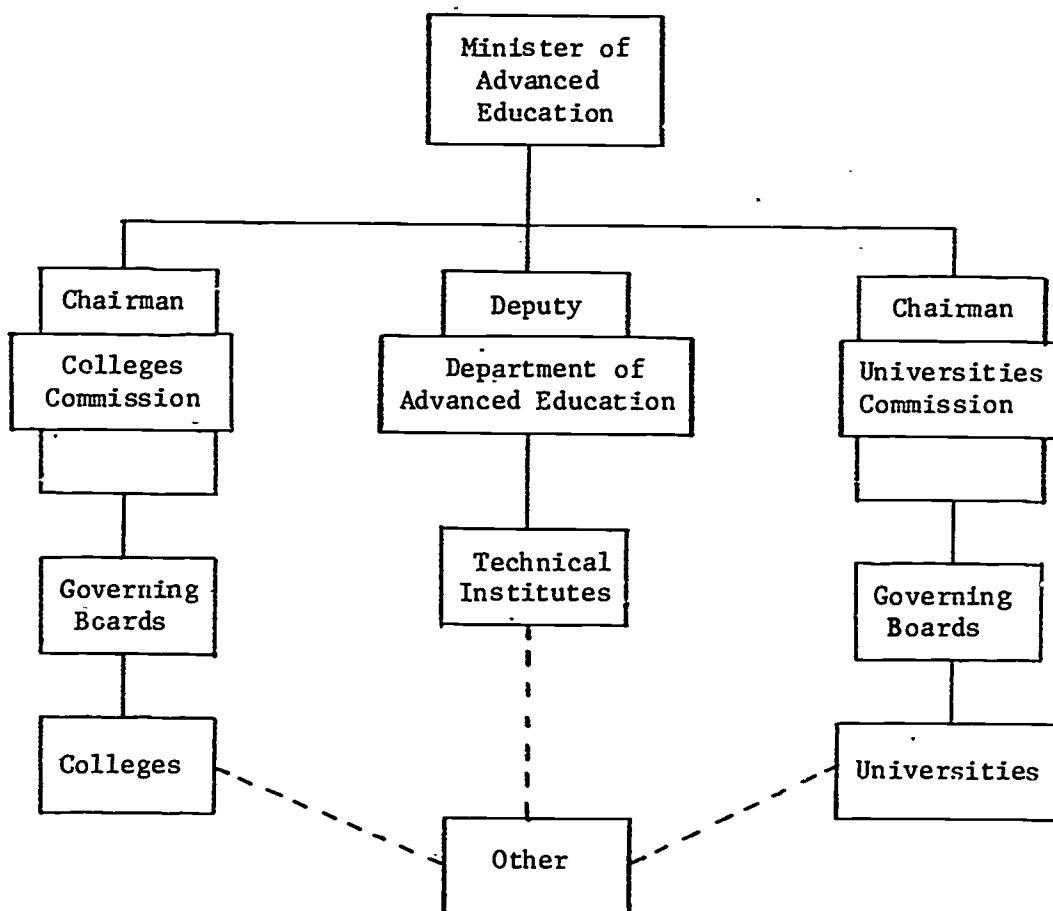 Minister of
Advanced
Education
Chairman
Colleges
Commission
Governing
Boards
Colleges
Deputy
Department of
Advanced Education
Technical
Institutes
Chairman
Universities
Commission
Governing
Boards
Universities
Other